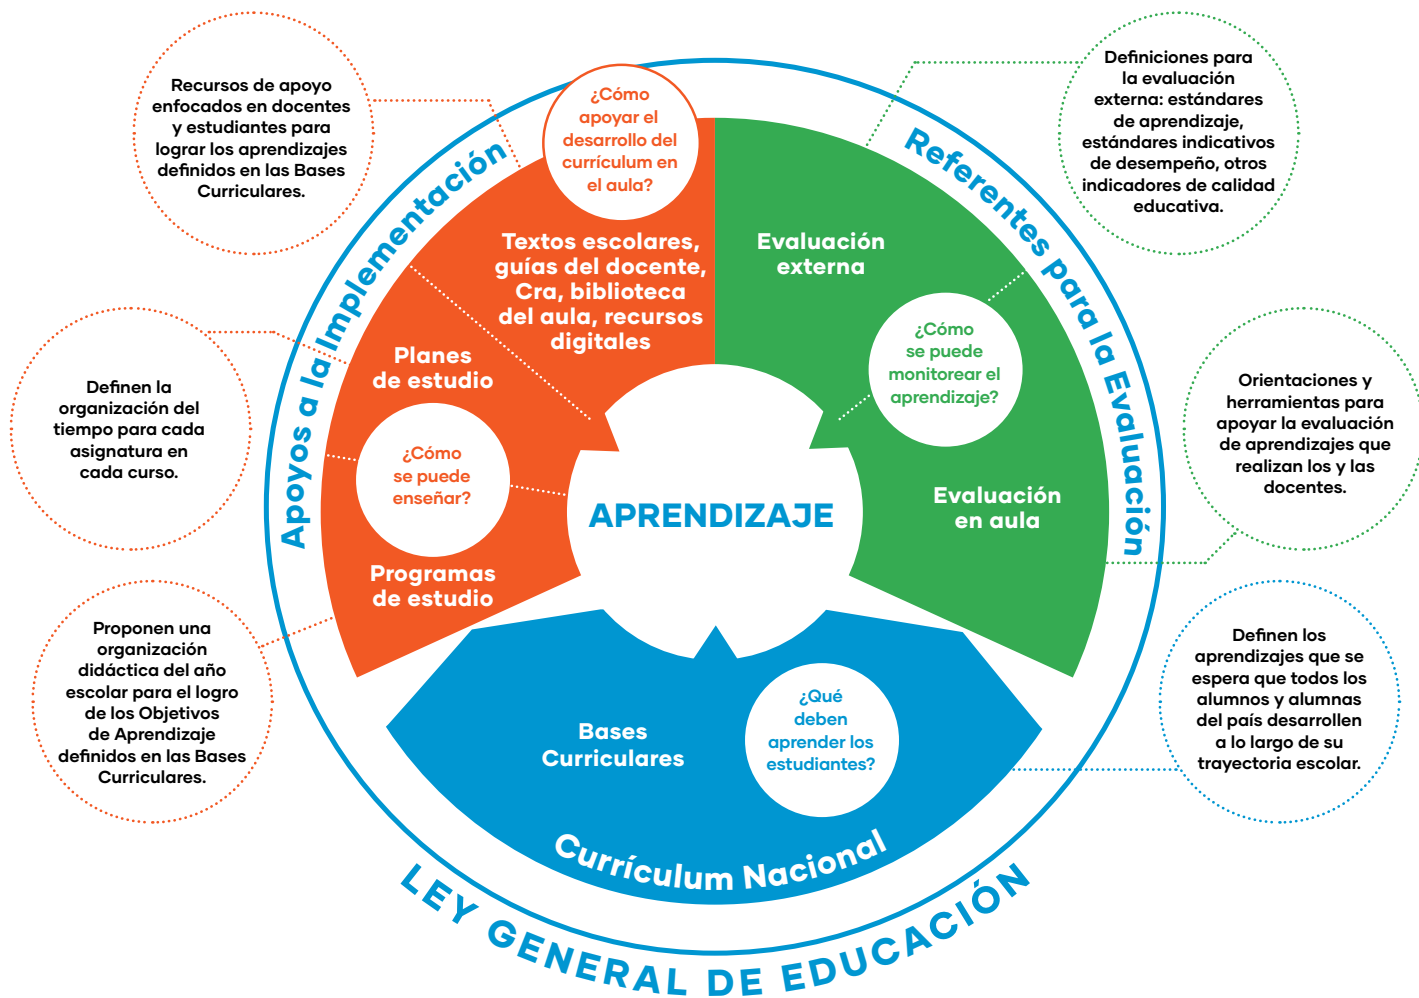 Recursos de apoyo
enfocados en docentes
y estudiantes para
lograr los aprendizajes
definidos en las Bases
Curriculares.
Definen la
organización del
tiempo para cada
asignatura en
cada curso.
Proponen una
organización
didáctica del año
escolar para el logro
de los Objetivos
de Aprendizaje
definidos en las Bases
Curriculares.
Apoyos a la Implementación
¿Cómo
apoyar el
desarrollo del
currículum en
el aula?
Textos escolares,
guías del docente,
Cra, biblioteca
del aula, recursos
digitales
Planes
de estudio
¿Cómo
se puede
enseñar?
Programas
de estudio
APRENDIZAJE
Referentes para la Evaluación
Evaluación
externa
¿Cómo
se puede
monitorear el
aprendizaje?
Evaluación
en aula
Definiciones para
la evaluación
externa: estándares
de aprendizaje,
estándares indicativos
de desempeño, otros
indicadores de calidad
educativa.
Orientaciones y
herramientas para
apoyar la evaluación
de aprendizajes que
realizan los y las
docentes.
Definen los
aprendizajes que se
espera que todos los
alumnos y alumnas
del país desarrollen
a lo largo de su
trayectoria escolar.
Bases
Curriculares
¿Qué
deben
aprender los
estudiantes?
Currículum Nacional
LEY GENERAL DE EDUCACIÓN